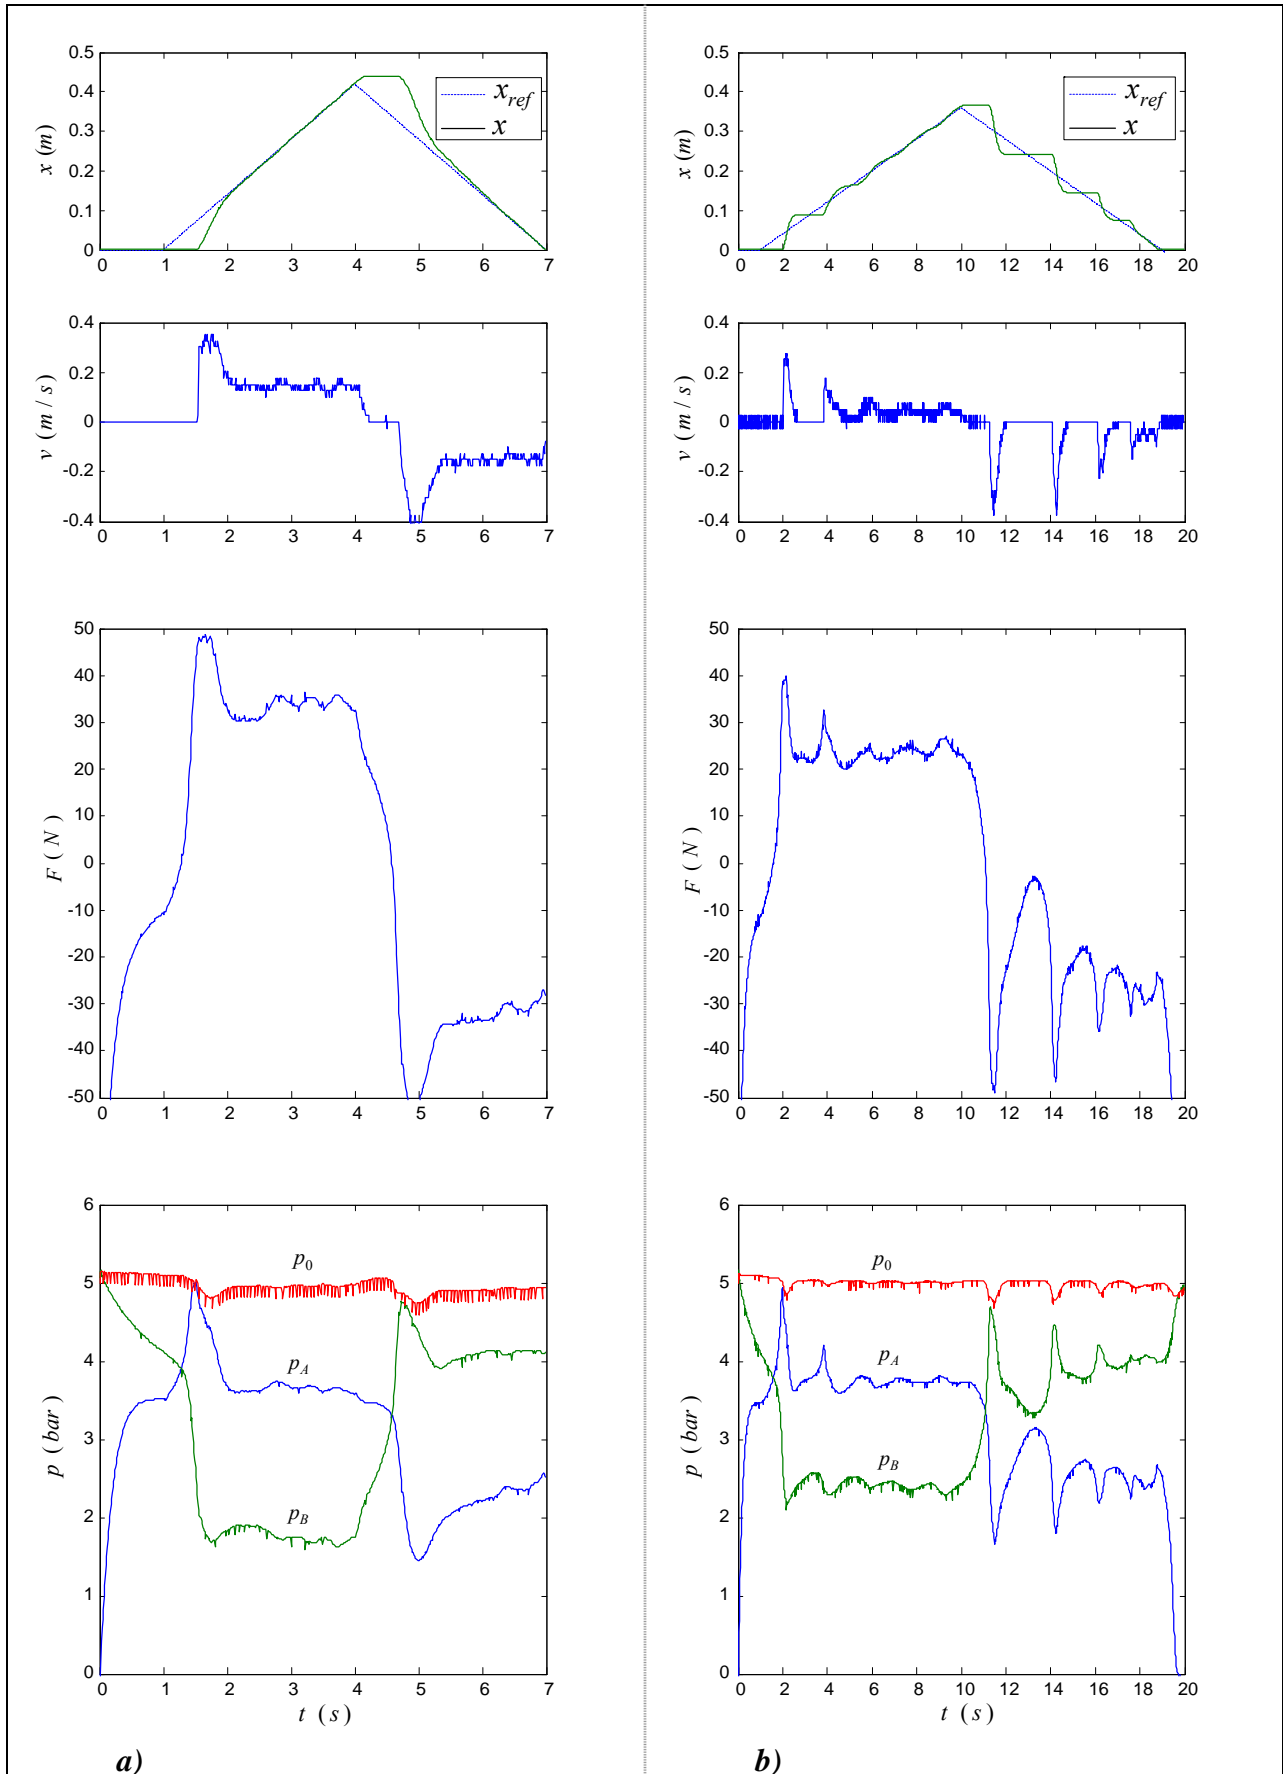 0.5
0.4
0.3
0.2
0.1
0
x (m)
x_ref
x
0 1 2 3 4 5 6 7
0.4
0.2
0
-0.2
-0.4
v (m / s)
0 1 2 3 4 5 6 7
50
40
30
20
10
0
-10
-20
-30
-40
-50
F (N)
0 1 2 3 4 5 6 7
6
5
4
3
2
1
0
p (bar)
p_0
p_A
p_B
0 1 2 3 4 5 6 7
t (s)
a)
0.5
0.4
0.3
0.2
0.1
0
x (m)
x_ref
x
0 2 4 6 8 10 12 14 16 18 20
0.4
0.2
0
-0.2
-0.4
v (m / s)
0 2 4 6 8 10 12 14 16 18 20
50
40
30
20
10
0
-10
-20
-30
-40
-50
F (N)
0 2 4 6 8 10 12 14 16 18 20
6
5
4
3
2
1
0
p (bar)
p_0
p_A
p_B
0 2 4 6 8 10 12 14 16 18 20
t (s)
b)